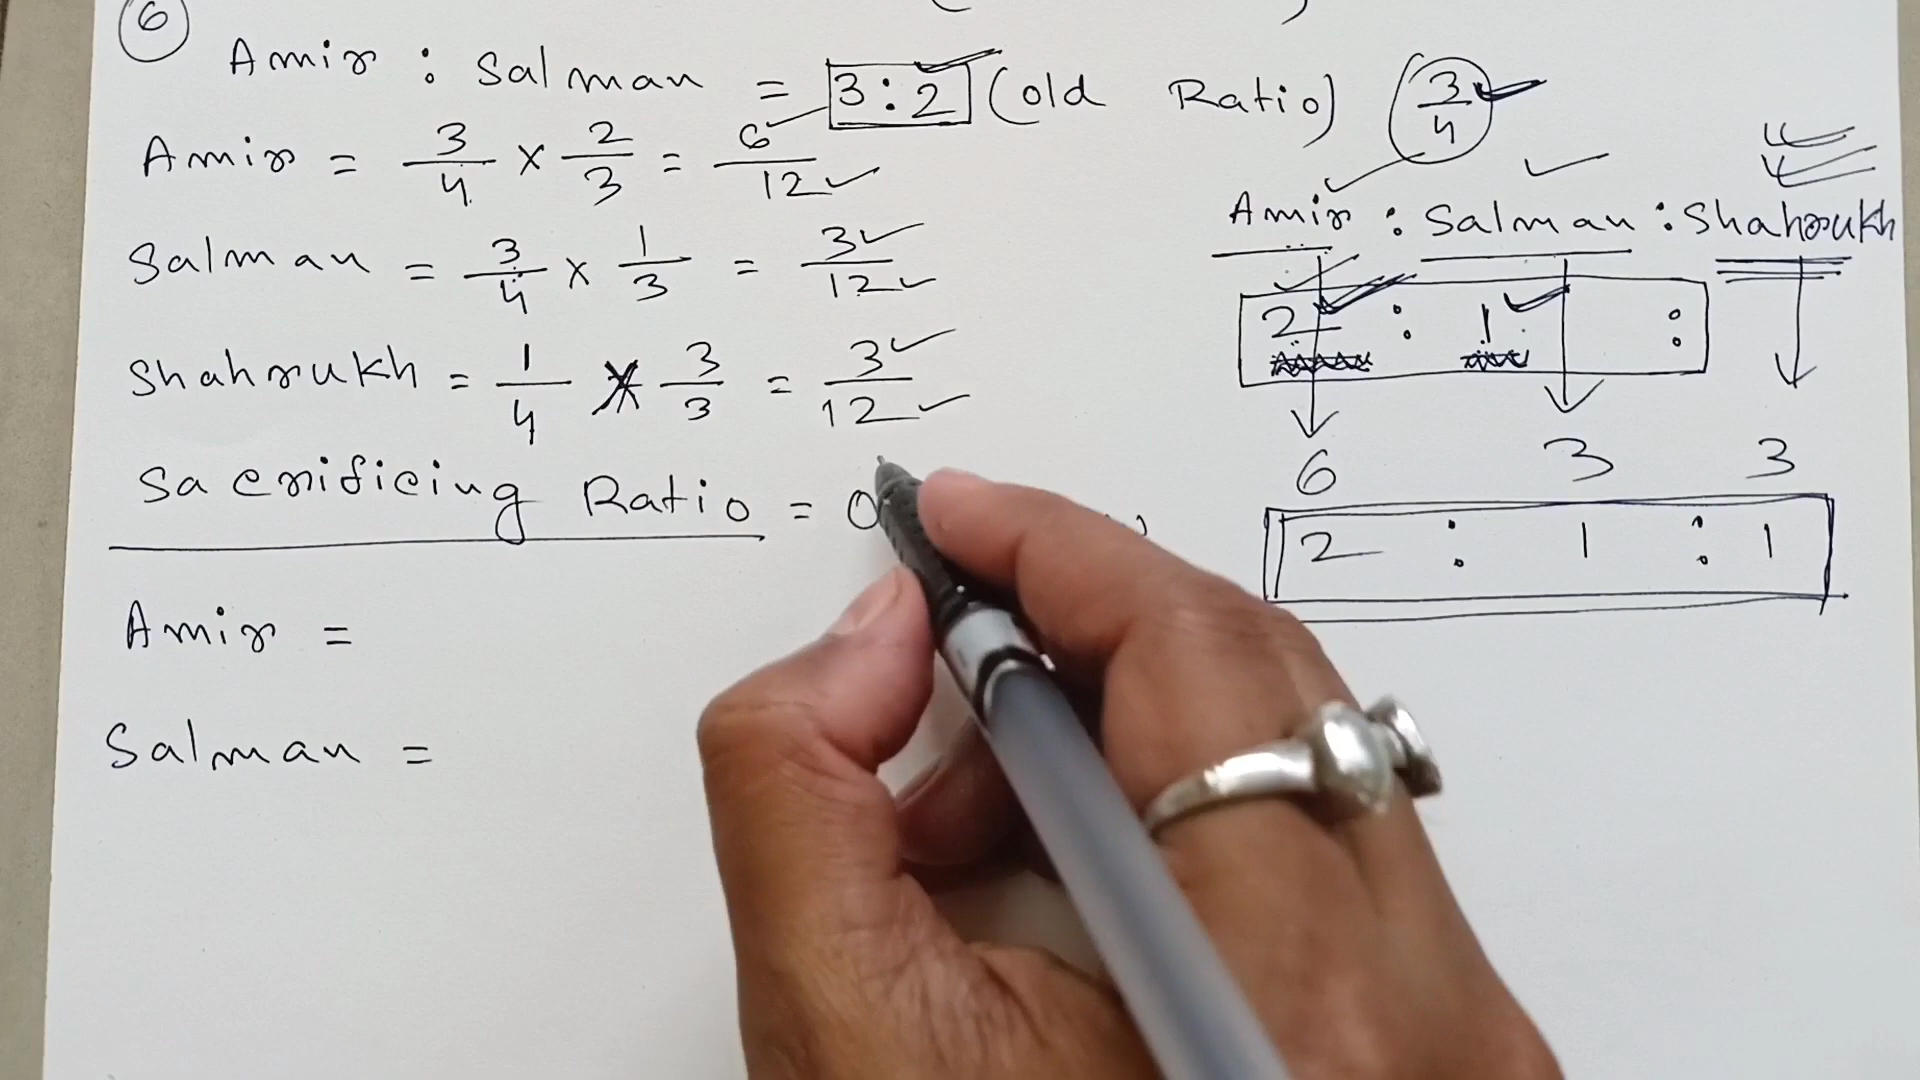 6
Amir : Salman = 3:2 (old Ratio) 3/4
Amir = 3/4 x 2/3 = 6/12
Salman = 3/4 x 1/3 = 3/12
Shahrukh = 1/4 x 3/3 = 3/12
Sacrificing Ratio = O
Amir =
Salman =
Amir : Salman : Shahrukh
2 : 1 :
6 3 3
2 : 1 : 1